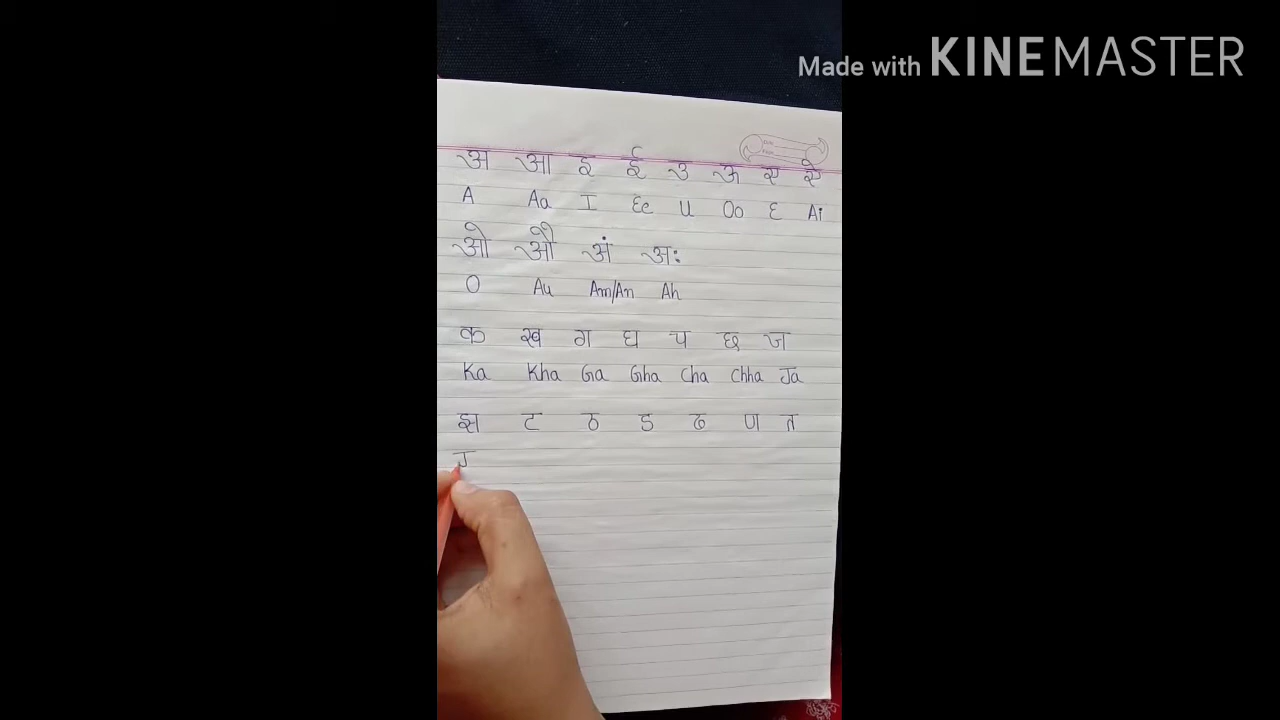 Made with KINEMASTER
अ आ इ ई उ ऊ ए ऐ
A Aa I Ee U Oo E Ai
ओ औ अं अः
O Au Am/An Ah
क ख ग घ च छ ज
Ka Kha Ga Gha Cha Chha Ja
झ ट ठ ड ढ ण त
J